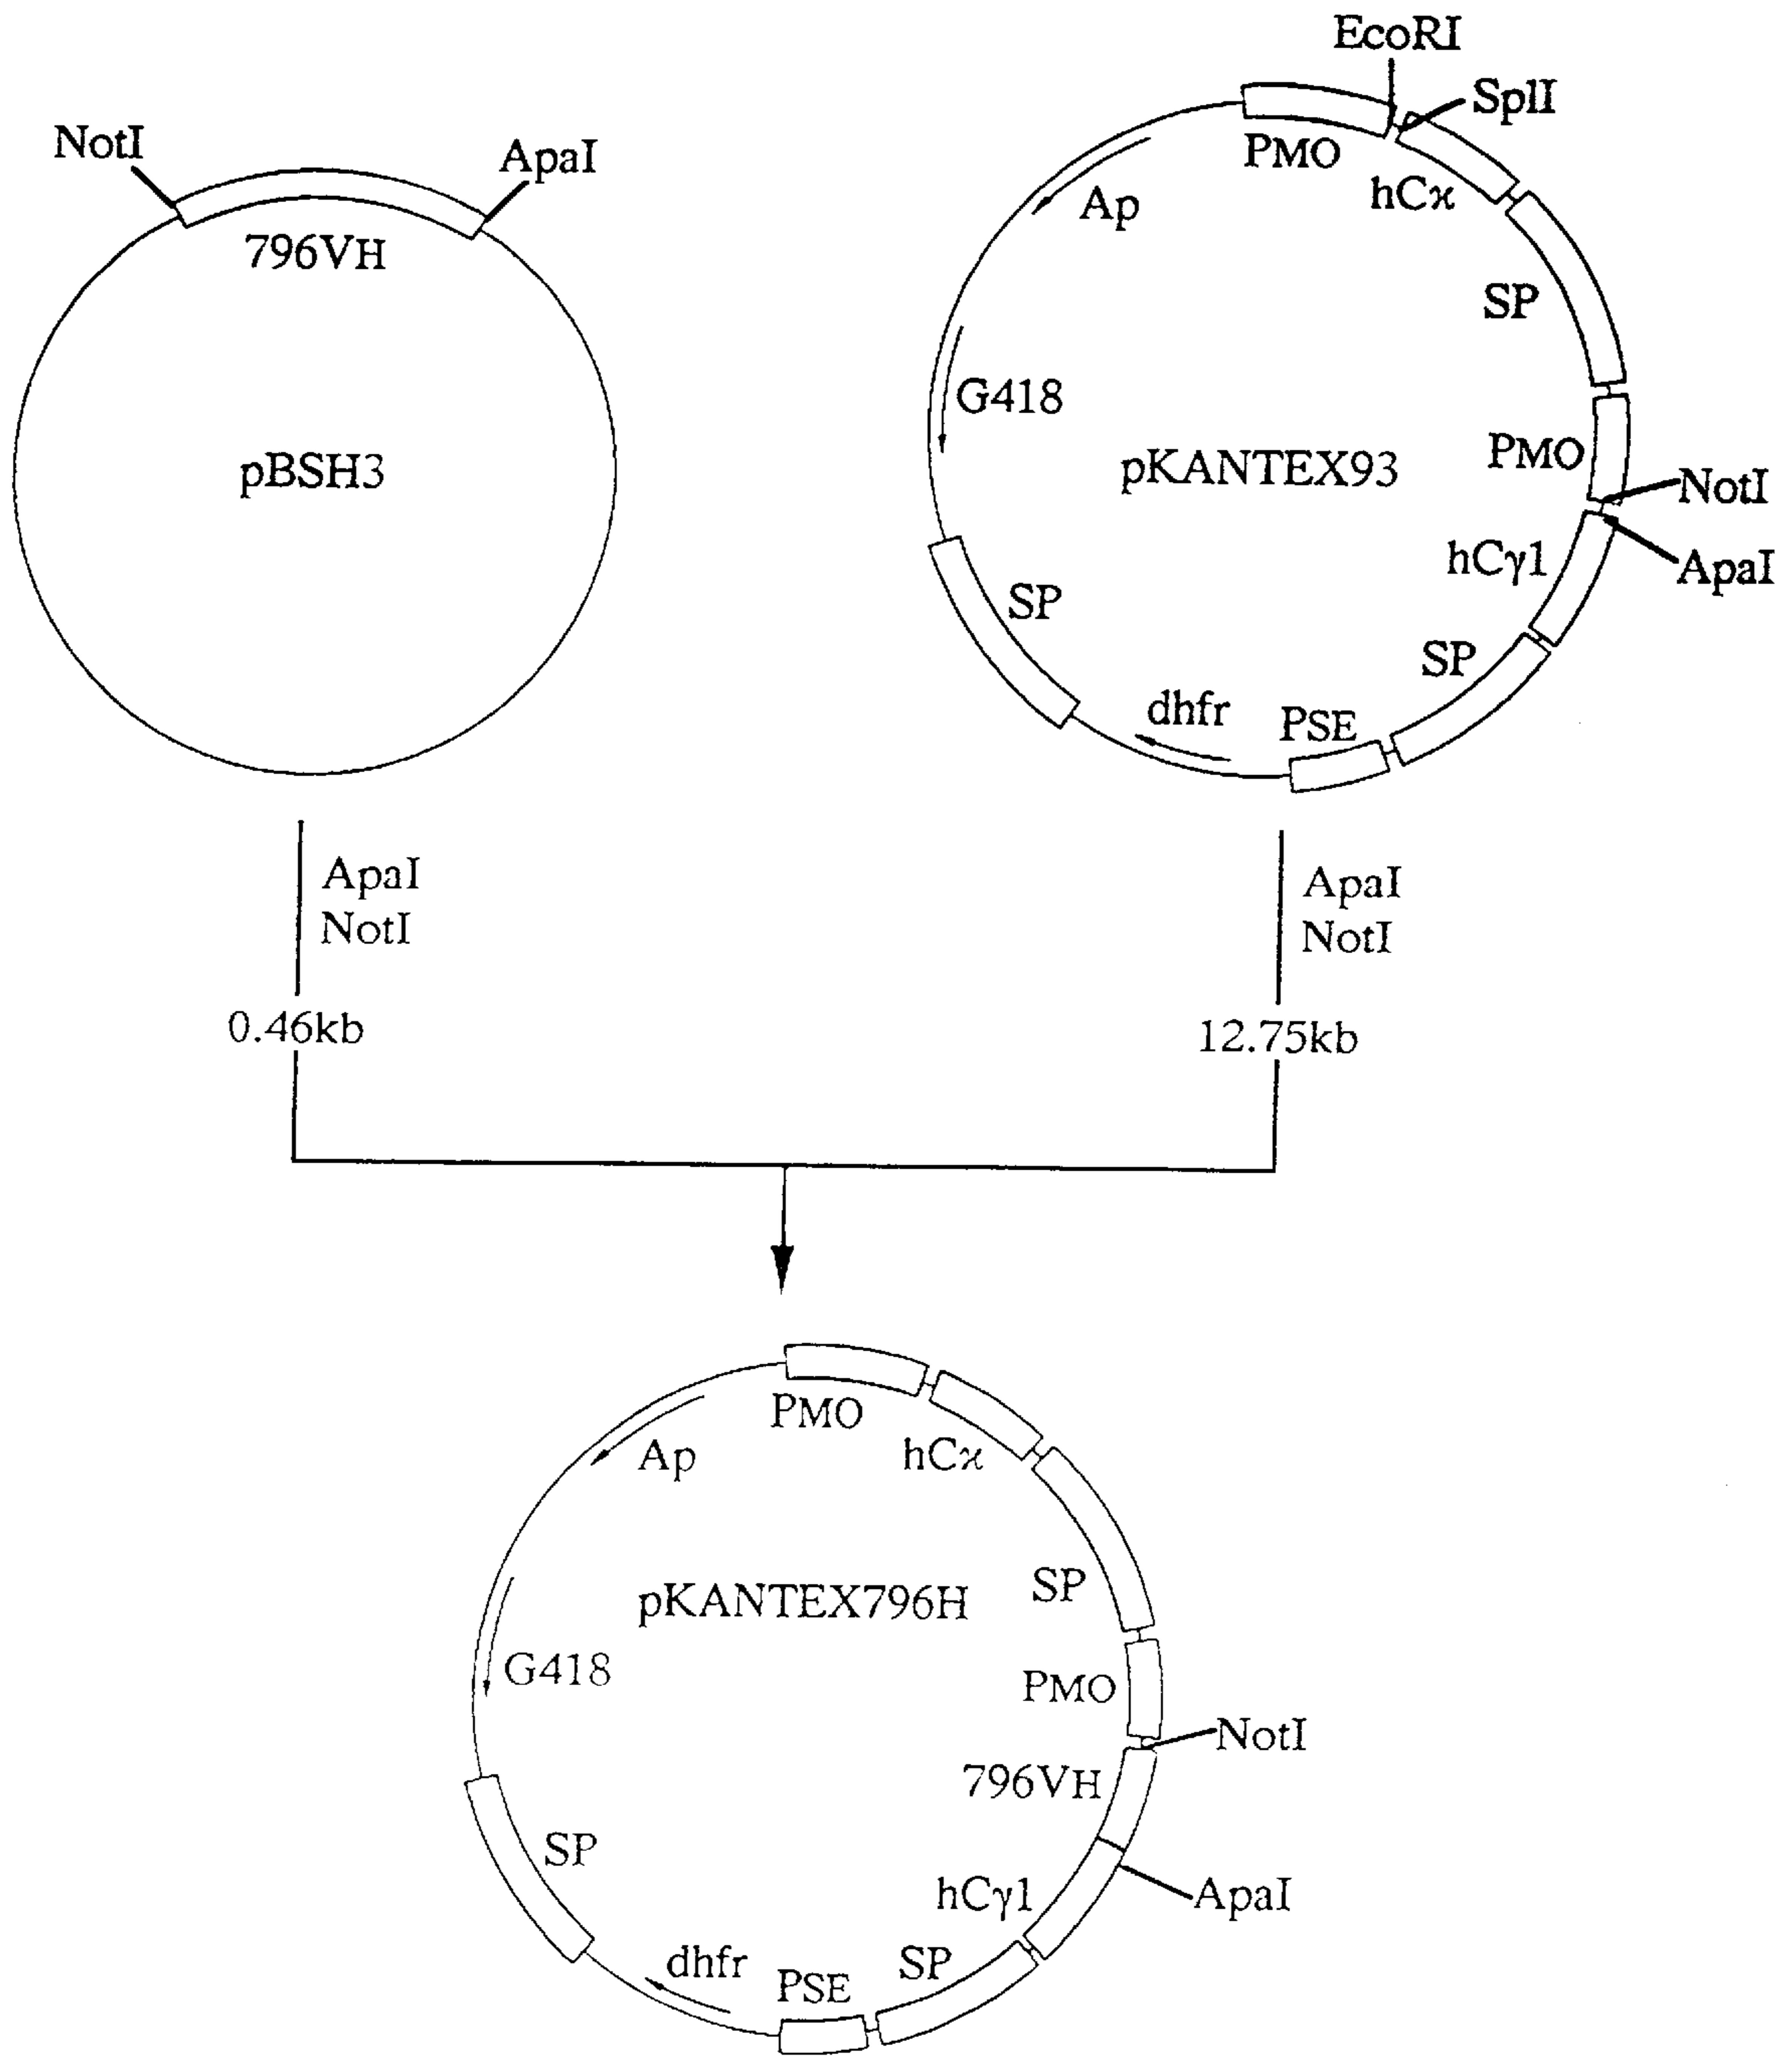 NotI
ApaI
796VH
pBSH3
EcoRI
SplI
PMO
hCϰ
Ap
SP
G418
pKANTEX93
PMO
NotI
ApaI
hCγ1
SP
SP
dhfr
PSE
ApaI
NotI
0.46kb
ApaI
NotI
12.75kb
PMO
hCϰ
Ap
SP
pKANTEX796H
G418
PMO
NotI
796VH
ApaI
hCγ1
SP
SP
dhfr
PSE